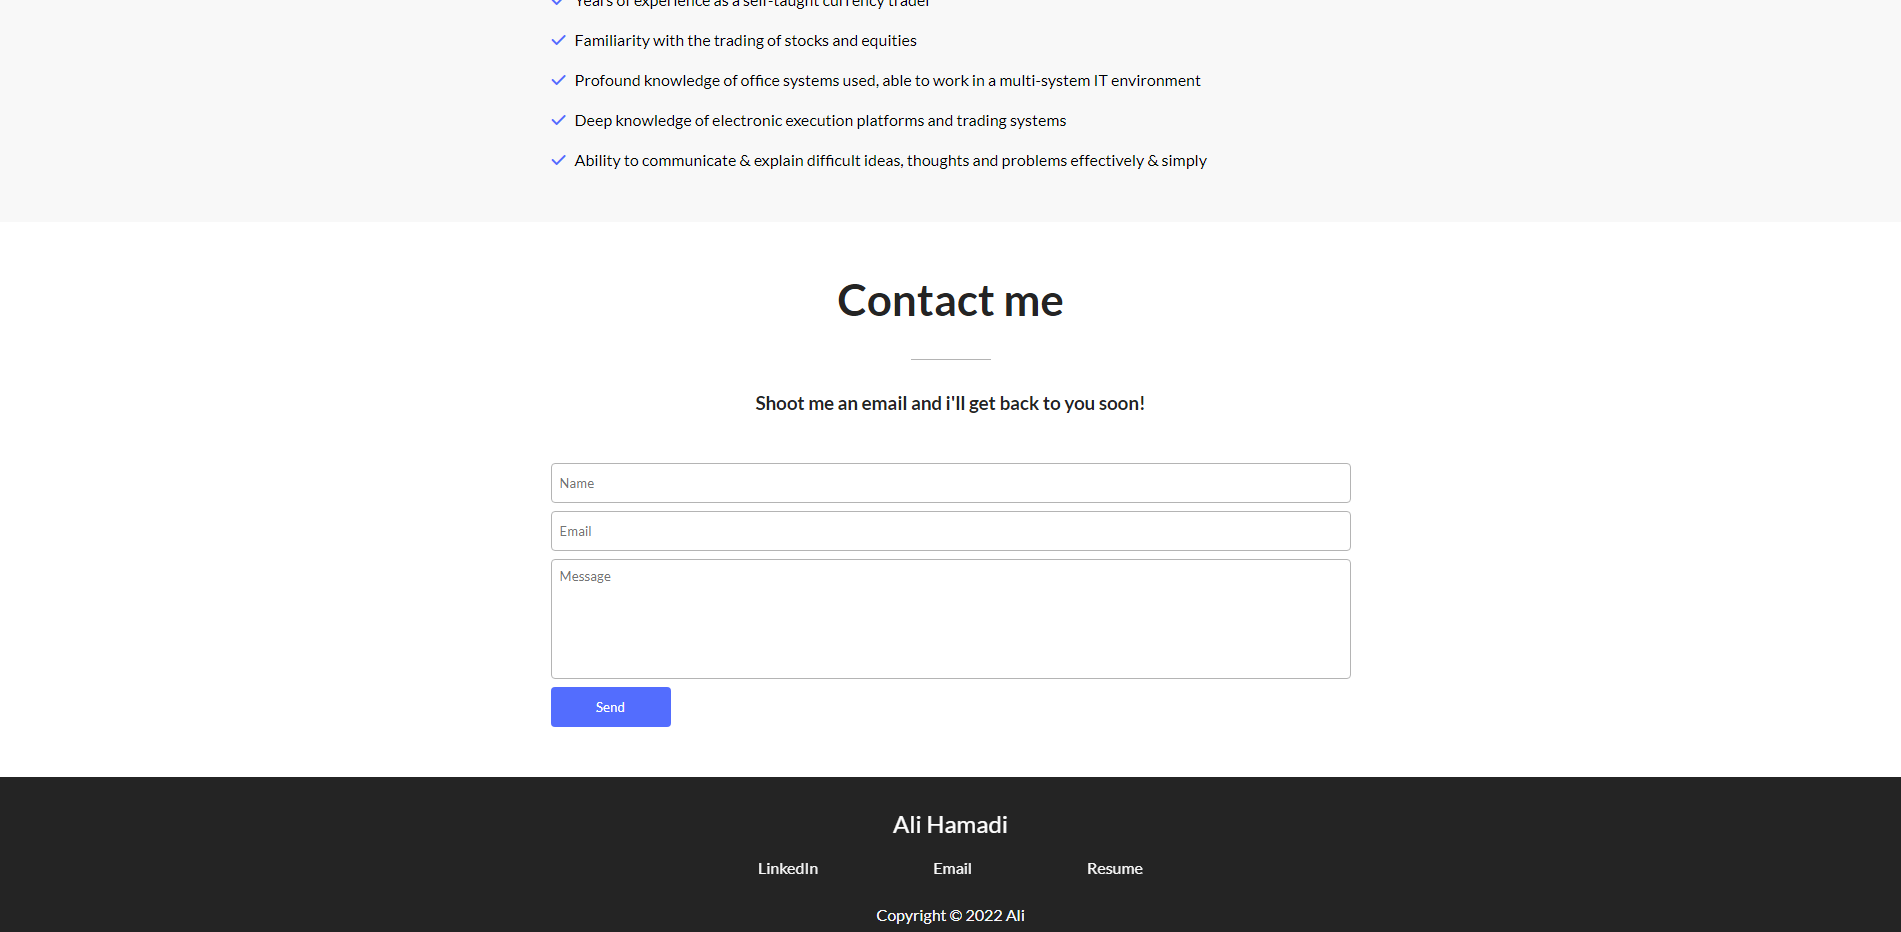 Years of experience as a self-taught currency trader
Familiarity with the trading of stocks and equities
Profound knowledge of office systems used, able to work in a multi-system IT environment
Deep knowledge of electronic execution platforms and trading systems
Ability to communicate & explain difficult ideas, thoughts and problems effectively & simply
Contact me
Shoot me an email and i'll get back to you soon!
Name
Email
Message
Send
Ali Hamadi
LinkedIn Email Resume
Copyright © 2022 Ali